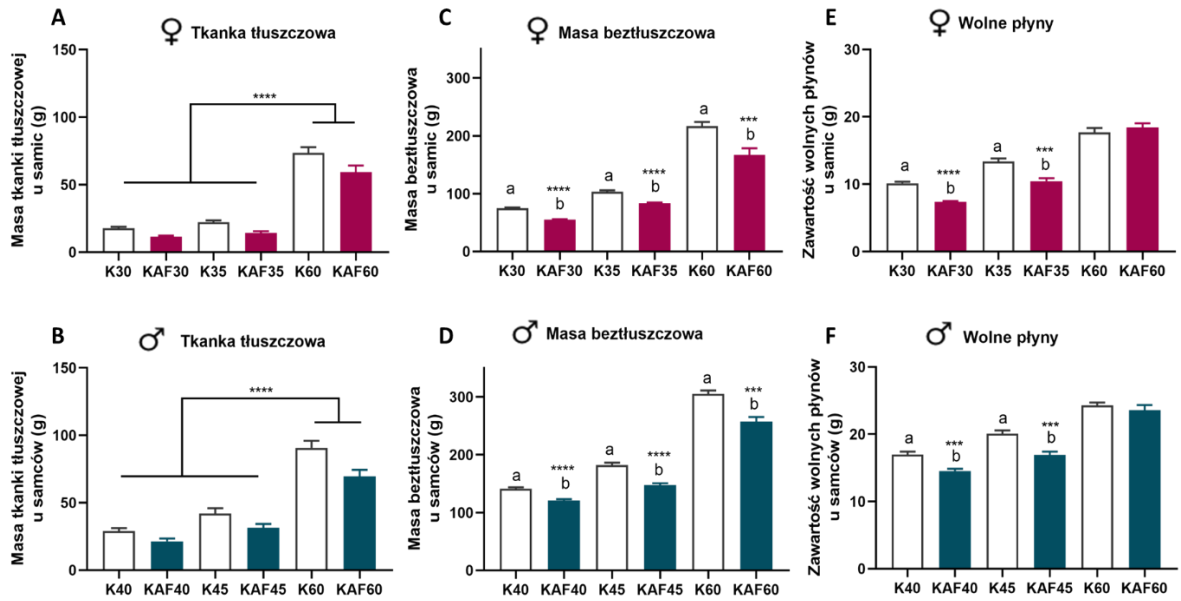 A
♀ Tkanka tłuszczowa
Masa tkanki tłuszczowej
u samic (g)
150
100
50
0
****
K30 KAF30 K35 KAF35 K60 KAF60
C
♀ Masa beztłuszczowa
Masa beztłuszczowa
u samic (g)
300
200
100
0
a
****
b
a
****
b
a
***
b
K30 KAF30 K35 KAF35 K60 KAF60
E
♀ Wolne płyny
Zawartość wolnych płynów
u samic (g)
30
20
10
0
a
****
b
a
***
b
K30 KAF30 K35 KAF35 K60 KAF60
B
♂ Tkanka tłuszczowa
Masa tkanki tłuszczowej
u samców (g)
150
100
50
0
****
K40 KAF40 K45 KAF45 K60 KAF60
D
♂ Masa beztłuszczowa
Masa beztłuszczowa
u samców (g)
300
200
100
0
a
****
b
a
****
b
a
***
b
K40 KAF40 K45 KAF45 K60 KAF60
F
♂ Wolne płyny
Zawartość wolnych płynów
u samców (g)
30
20
10
0
a
***
b
a
***
b
K40 KAF40 K45 KAF45 K60 KAF60